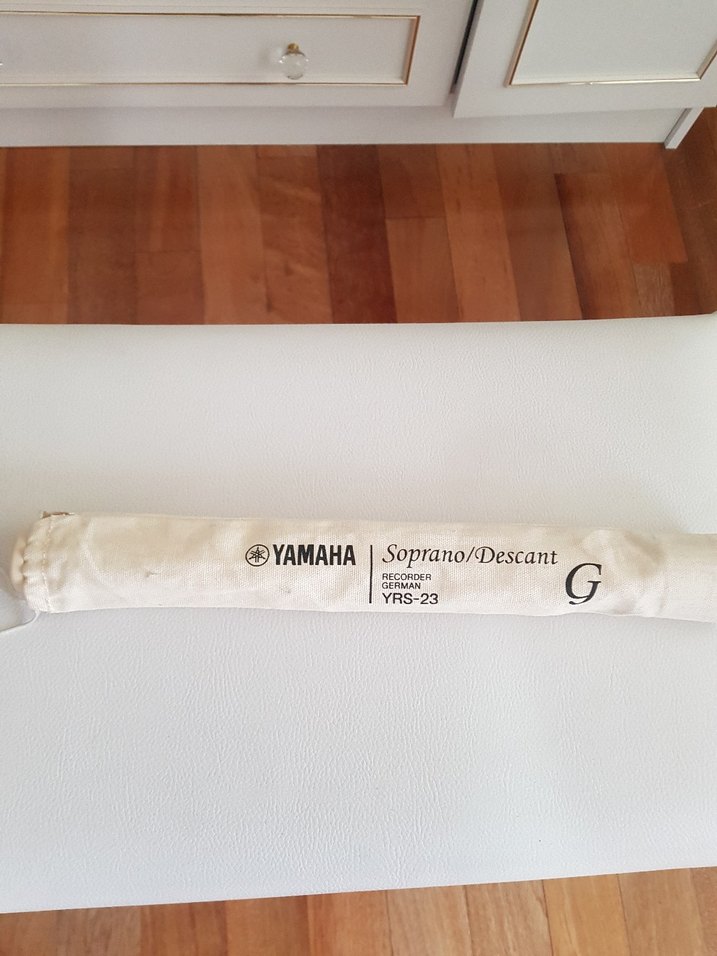 YAMAHA
Soprano/Descant
RECORDER
GERMAN
YRS-23
G